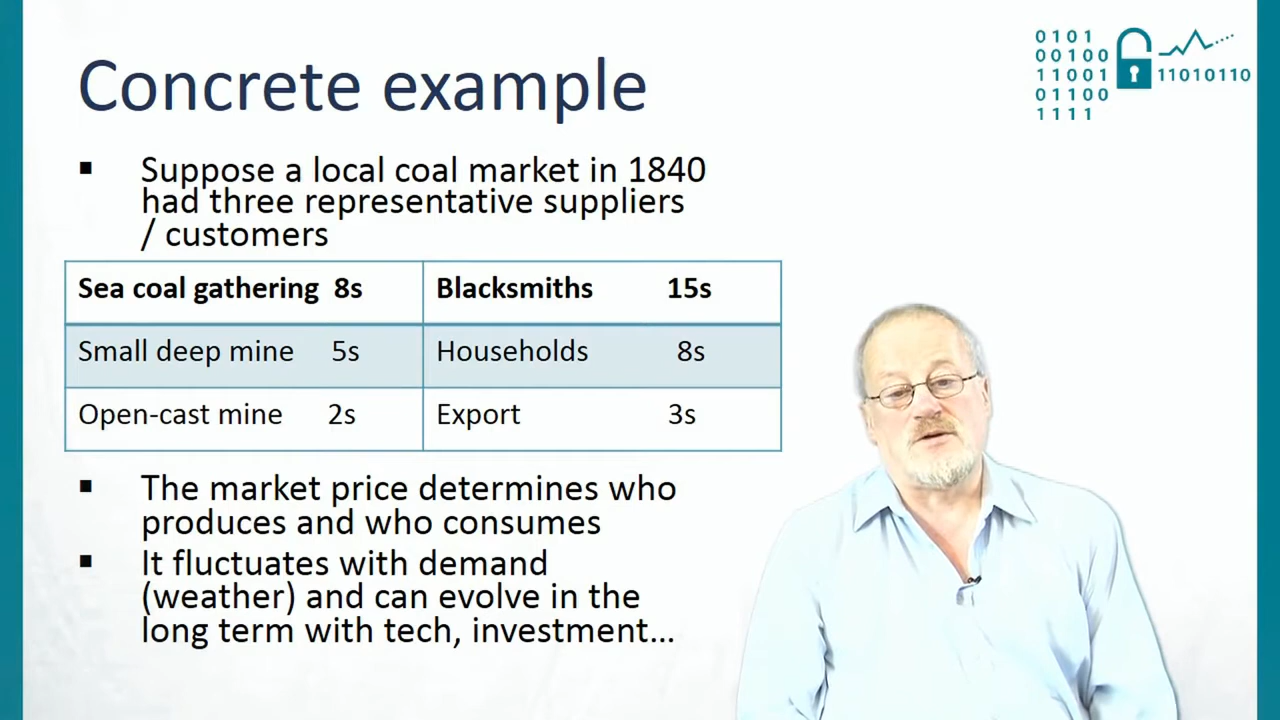 Concrete example
0101
00100
11001
01100
1111
11010110
▪ Suppose a local coal market in 1840
had three representative suppliers
/ customers
Sea coal gathering 8s Blacksmiths 15s
Small deep mine 5s Households 8s
Open-cast mine 2s Export 3s
▪ The market price determines who
produces and who consumes
▪ It fluctuates with demand
(weather) and can evolve in the
long term with tech, investment…